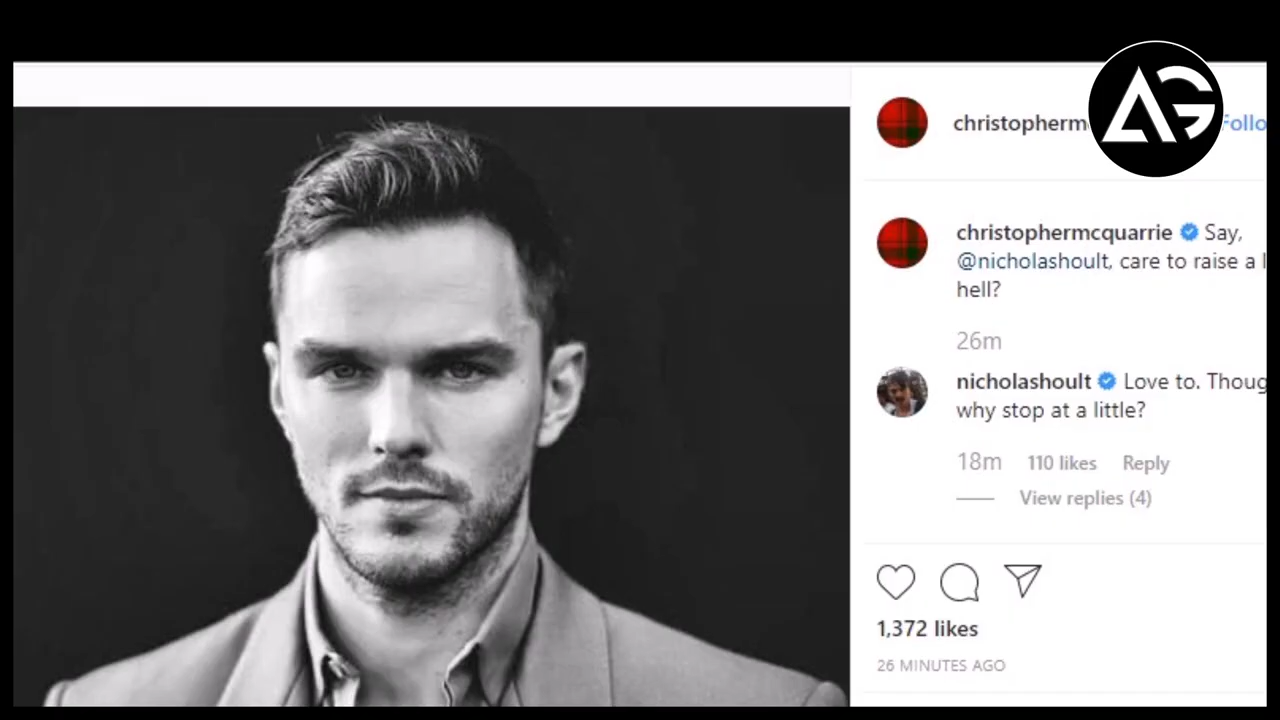 AG
christopherm
Follo
christophermcquarrie Say,
@nicholashoult, care to raise a l
hell?
26m
nicholashoult Love to. Thoug
why stop at a little?
18m 110 likes Reply
View replies (4)
1,372 likes
26 MINUTES AGO